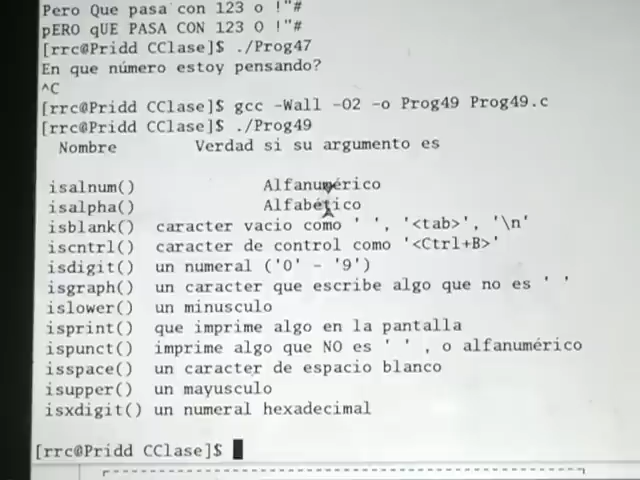 Pero Que pasa con 123 o !"#
pERO qUE PASA CON 123 O !"#
[rrc@Pridd CClase]$ ./Prog47
En que número estoy pensando?
^C
[rrc@Pridd CClase]$ gcc -Wall -O2 -o Prog49 Prog49.c
[rrc@Pridd CClase]$ ./Prog49
Nombre Verdad si su argumento es
isalnum() Alfanumérico
isalpha() Alfabético
isblank() caracter vacio como ' ', '<tab>', '\n'
iscntrl() caracter de control como '<Ctrl+B>'
isdigit() un numeral ('0' - '9')
isgraph() un caracter que escribe algo que no es ' '
islower() un minusculo
isprint() que imprime algo en la pantalla
ispunct() imprime algo que NO es ' ', o alfanumérico
isspace() un caracter de espacio blanco
isupper() un mayusculo
isxdigit() un numeral hexadecimal
[rrc@Pridd CClase]$